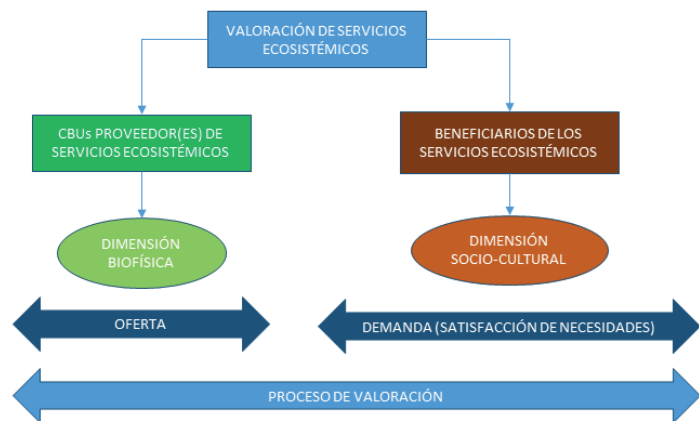 VALORACIÓN DE SERVICIOS
ECOSISTÉMICOS
CBUs PROVEEDOR(ES) DE
SERVICIOS ECOSISTÉMICOS
BENEFICIARIOS DE LOS
SERVICIOS ECOSISTÉMICOS
DIMENSIÓN
BIOFÍSICA
DIMENSIÓN
SOCIO-CULTURAL
OFERTA
DEMANDA (SATISFACCIÓN DE NECESIDADES)
PROCESO DE VALORACIÓN